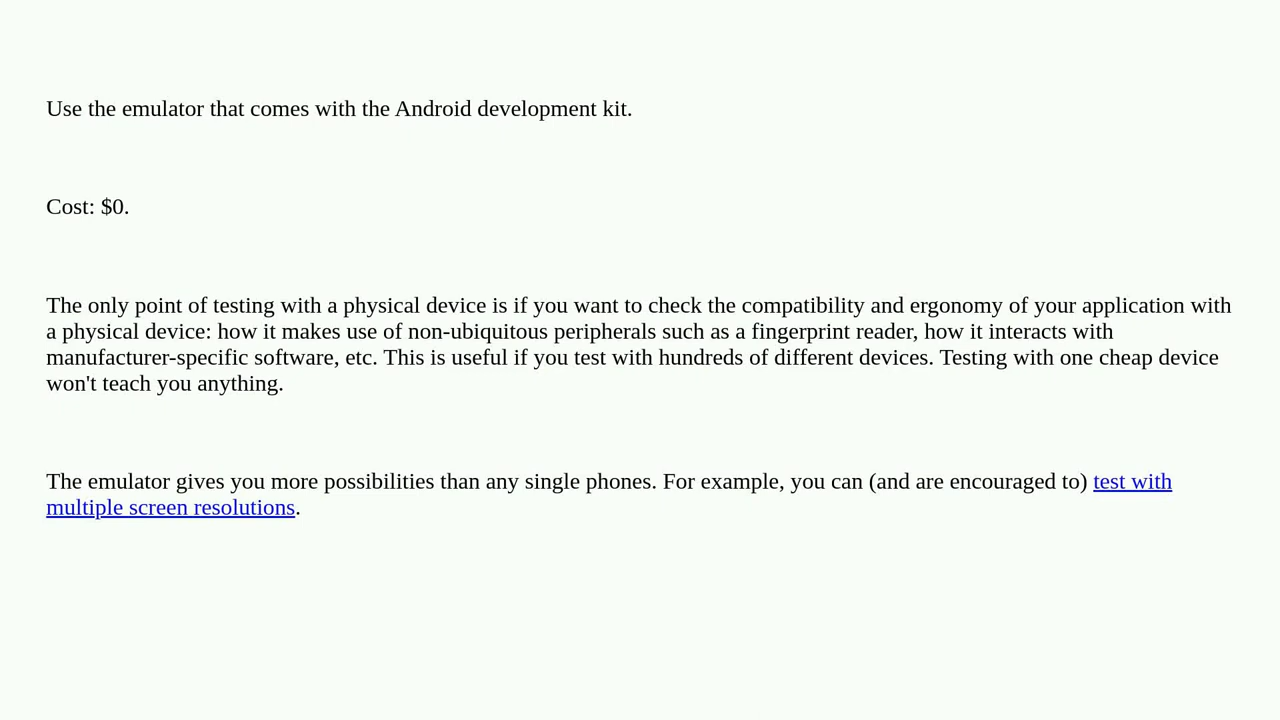 Use the emulator that comes with the Android development kit.
Cost: $0.
The only point of testing with a physical device is if you want to check the compatibility and ergonomy of your application with
a physical device: how it makes use of non-ubiquitous peripherals such as a fingerprint reader, how it interacts with
manufacturer-specific software, etc. This is useful if you test with hundreds of different devices. Testing with one cheap device
won't teach you anything.
The emulator gives you more possibilities than any single phones. For example, you can (and are encouraged to) test with
multiple screen resolutions.